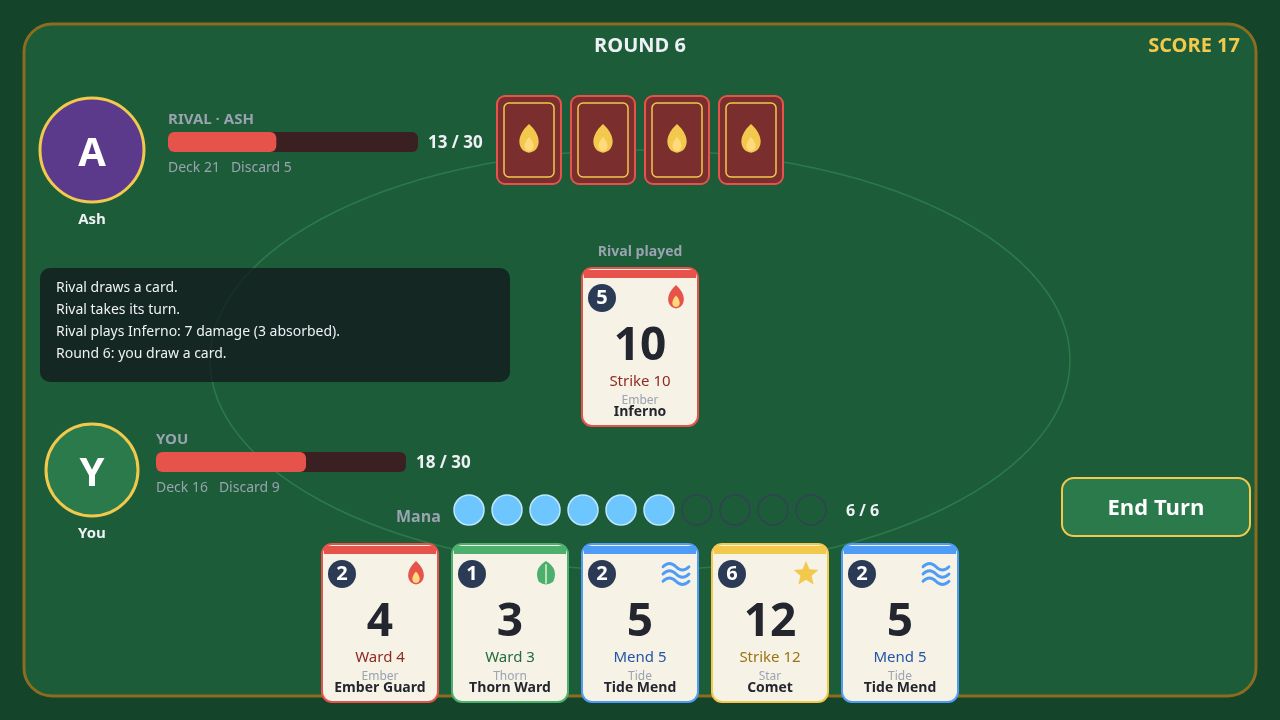 ROUND 6
SCORE 17
A
Ash
RIVAL · ASH
13 / 30
Deck 21 Discard 5
Rival draws a card.
Rival takes its turn.
Rival plays Inferno: 7 damage (3 absorbed).
Round 6: you draw a card.
Rival played
5
10
Strike 10
Ember
Inferno
Y
You
YOU
18 / 30
Deck 16 Discard 9
Mana
6 / 6
End Turn
2
4
Ward 4
Ember
Ember Guard
1
3
Ward 3
Thorn
Thorn Ward
2
5
Mend 5
Tide
Tide Mend
6
12
Strike 12
Star
Comet
2
5
Mend 5
Tide
Tide Mend